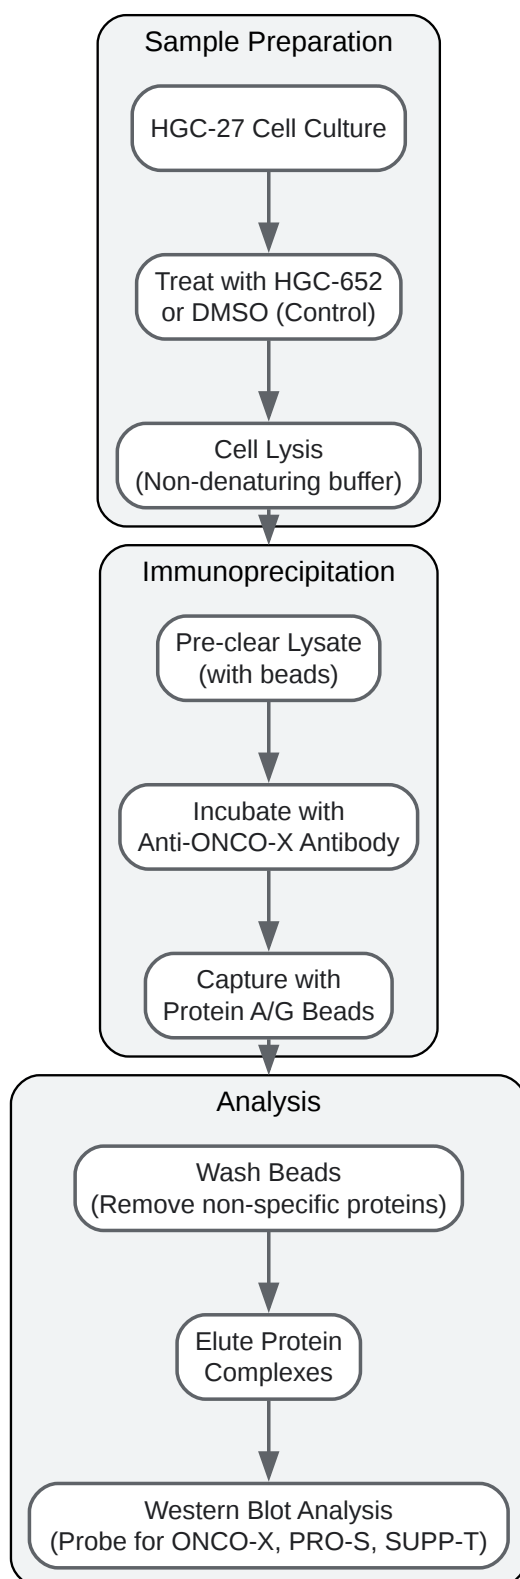 Sample Preparation
HGC-27 Cell Culture
Treat with HGC-652
or DMSO (Control)
Cell Lysis
(Non-denaturing buffer)
Immunoprecipitation
Pre-clear Lysate
(with beads)
Incubate with
Anti-ONCO-X Antibody
Capture with
Protein A/G Beads
Analysis
Wash Beads
(Remove non-specific proteins)
Elute Protein
Complexes
Western Blot Analysis
(Probe for ONCO-X, PRO-S, SUPP-T)